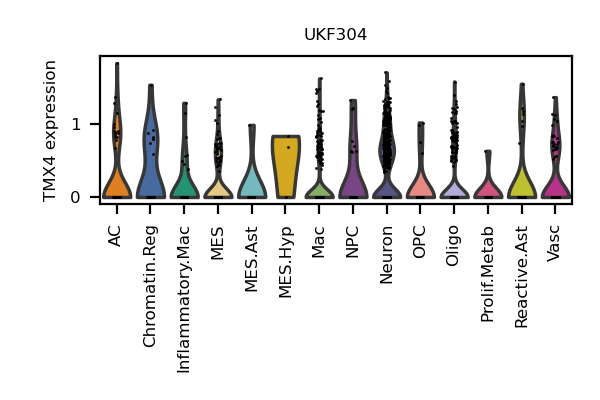 UKF304
TMX4 expression
1
0
AC
Chromatin.Reg
Inflammatory.Mac
MES
MES.Ast
MES.Hyp
Mac
NPC
Neuron
OPC
Oligo
Prolif.Metab
Reactive.Ast
Vasc